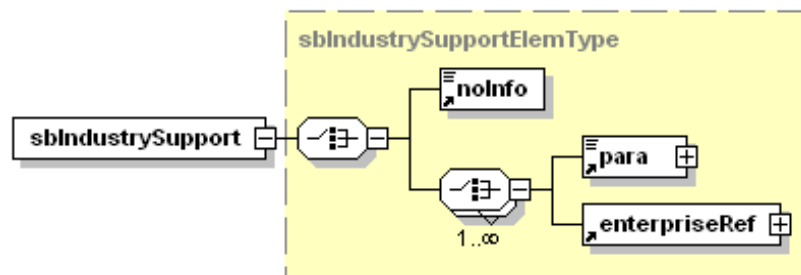 sbIndustrySupportElemType
noInfo
sbIndustrySupport
para
enterpriseRef
1..∞